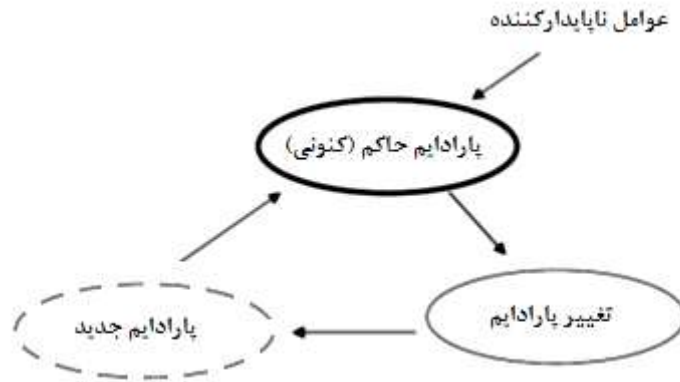 عوامل ناپایدارکننده
پارادایم حاکم (کنونی)
تغییر پارادایم
پارادایم جدید